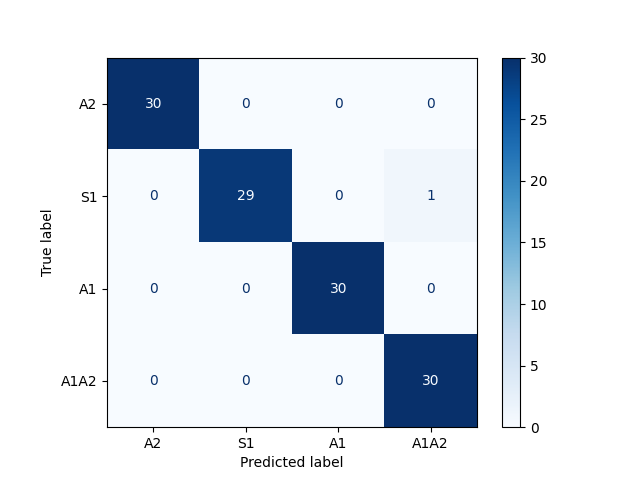 A2 30 0 0 0
S1 0 29 0 1
A1 0 0 30 0
A1A2 0 0 0 30
A2 S1 A1 A1A2
Predicted label
True label
30
25
20
15
10
5
0